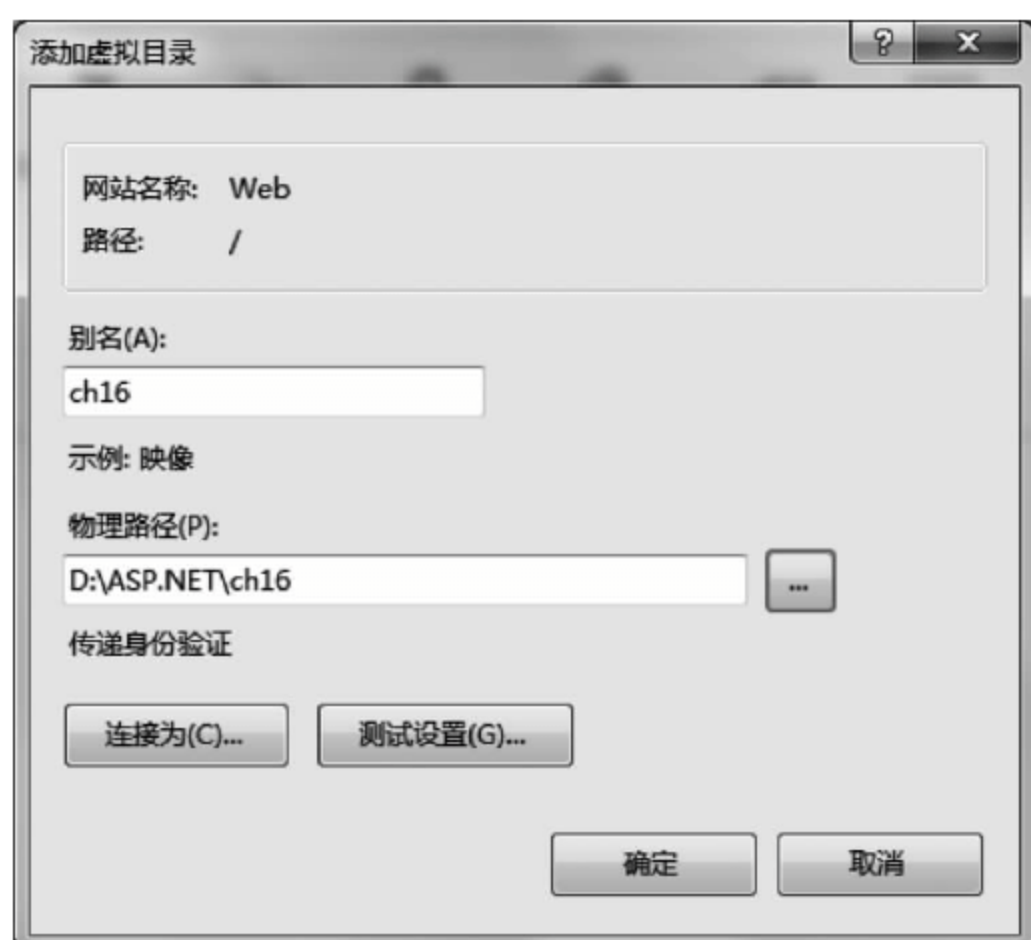 添加虚拟目录
?
网站名称: Web
路径: /
别名(A):
ch16
示例: 映像
物理路径(P):
D:\ASP.NET\ch16
...
传递身份验证
连接为(C)... 测试设置(G)...
确定 取消